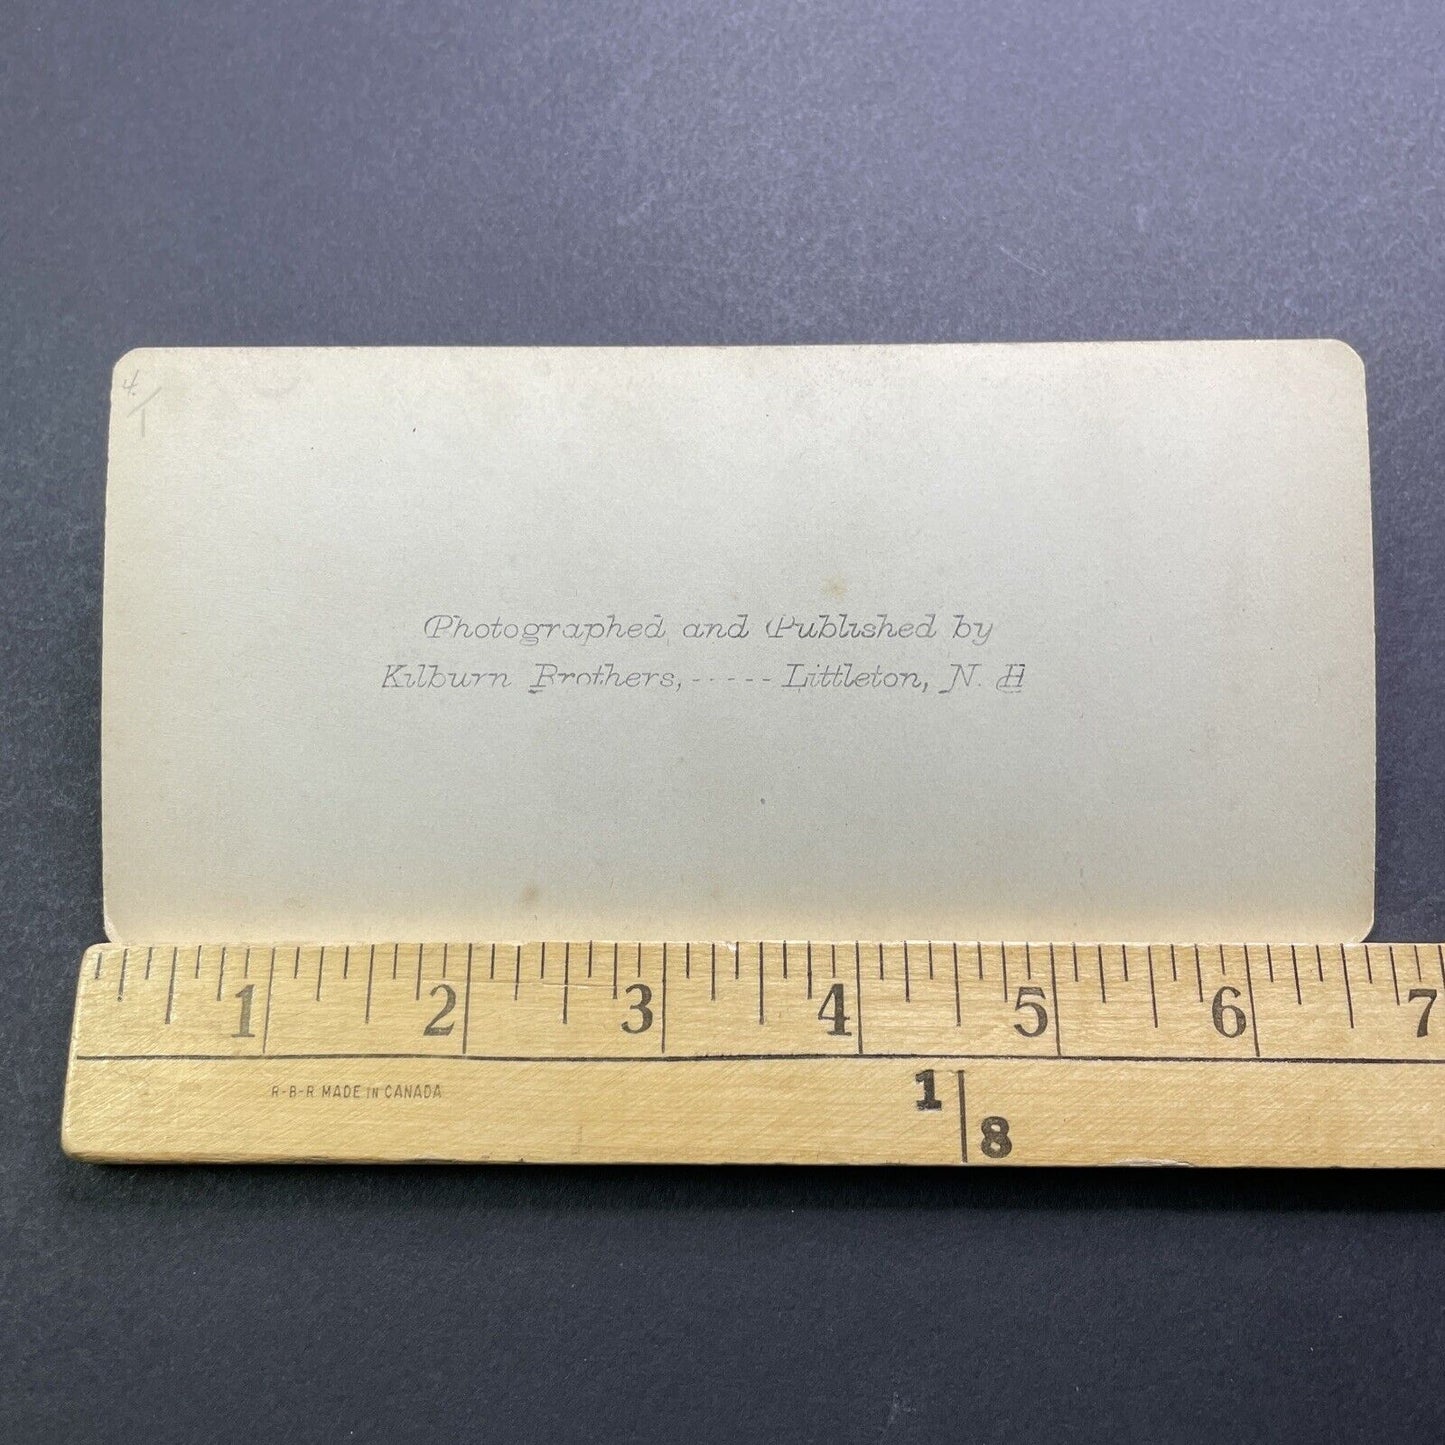 4.
/1
Photographed and Published by
Kilburn Brothers, ----- Littleton, N. H
1 2 3 4 5 6 7
R-B-R MADE IN CANADA
1 8